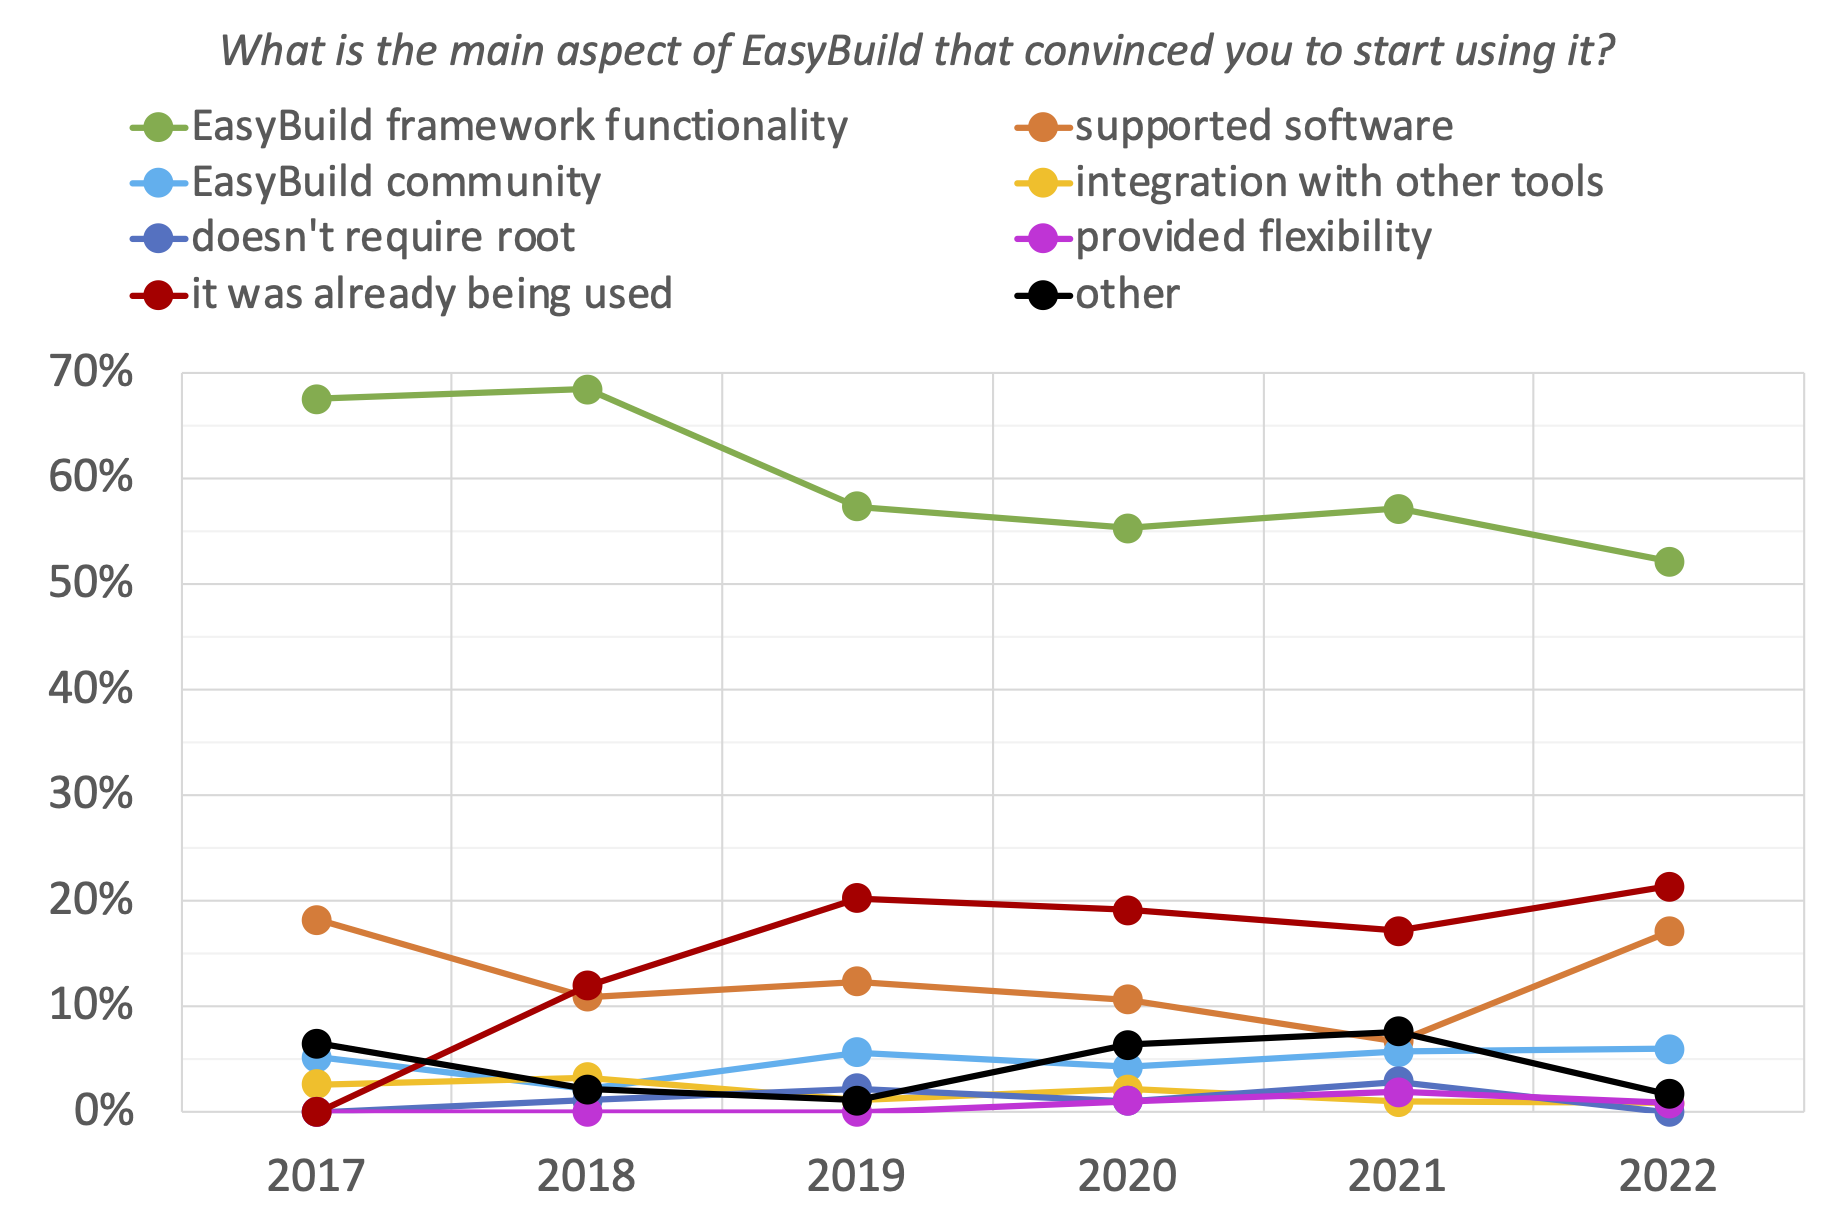 What is the main aspect of EasyBuild that convinced you to start using it?
EasyBuild framework functionality
supported software
EasyBuild community
integration with other tools
doesn't require root
provided flexibility
it was already being used
other
70%
60%
50%
40%
30%
20%
10%
0%
2017 2018 2019 2020 2021 2022